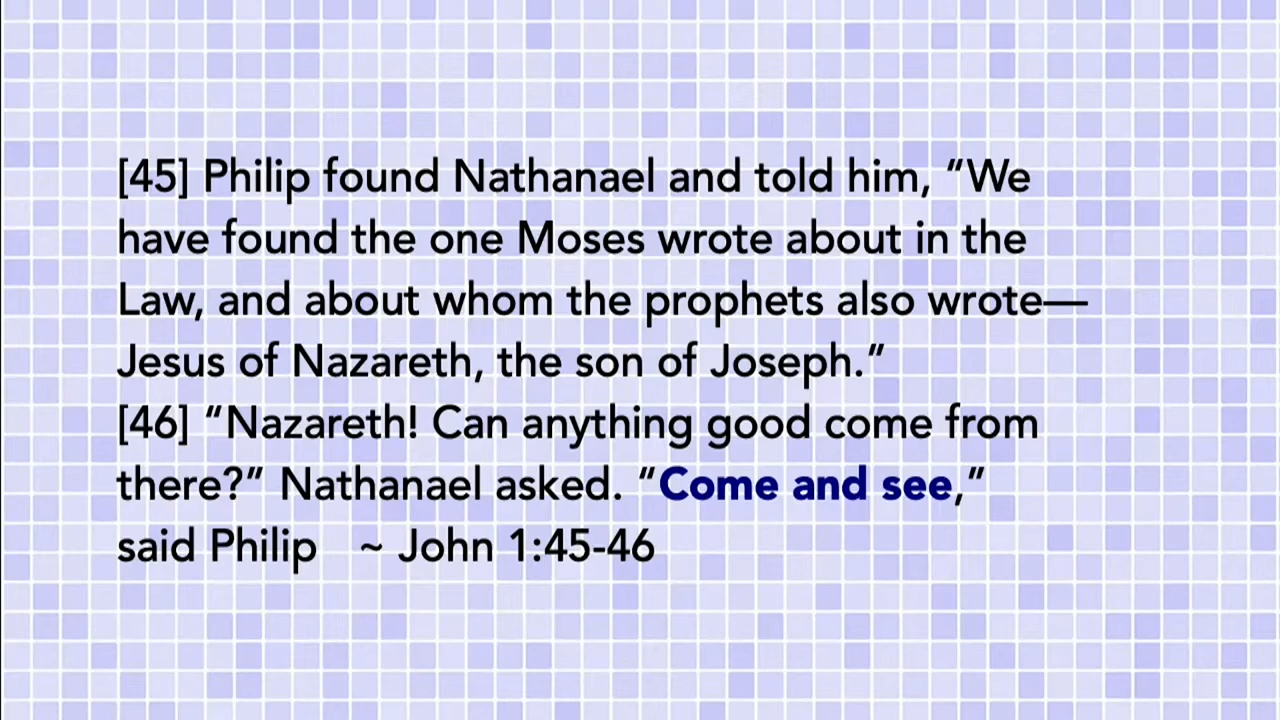 [45] Philip found Nathanael and told him, “We
have found the one Moses wrote about in the
Law, and about whom the prophets also wrote—
Jesus of Nazareth, the son of Joseph.”
[46] “Nazareth! Can anything good come from
there?” Nathanael asked. “Come and see,”
said Philip ~ John 1:45-46